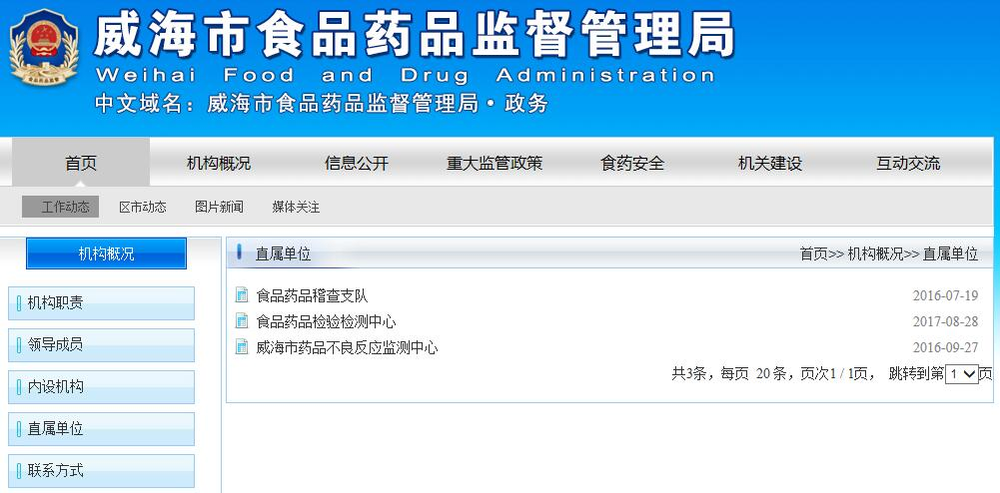 威海市食品药品监督管理局
Weihai Food and Drug Administration
中文域名：威海市食品药品监督管理局·政务
首页 机构概况 信息公开 重大监管政策 食药安全 机关建设 互动交流
工作动态 区市动态 图片新闻 媒体关注
机构概况
机构职责
领导成员
内设机构
直属单位
联系方式
直属单位 首页>> 机构概况>> 直属单位
食品药品稽查支队 2016-07-19
食品药品检验检测中心 2017-08-28
威海市药品不良反应监测中心 2016-09-27
共3条，每页 20 条，页次1 / 1页， 跳转到第 1 页